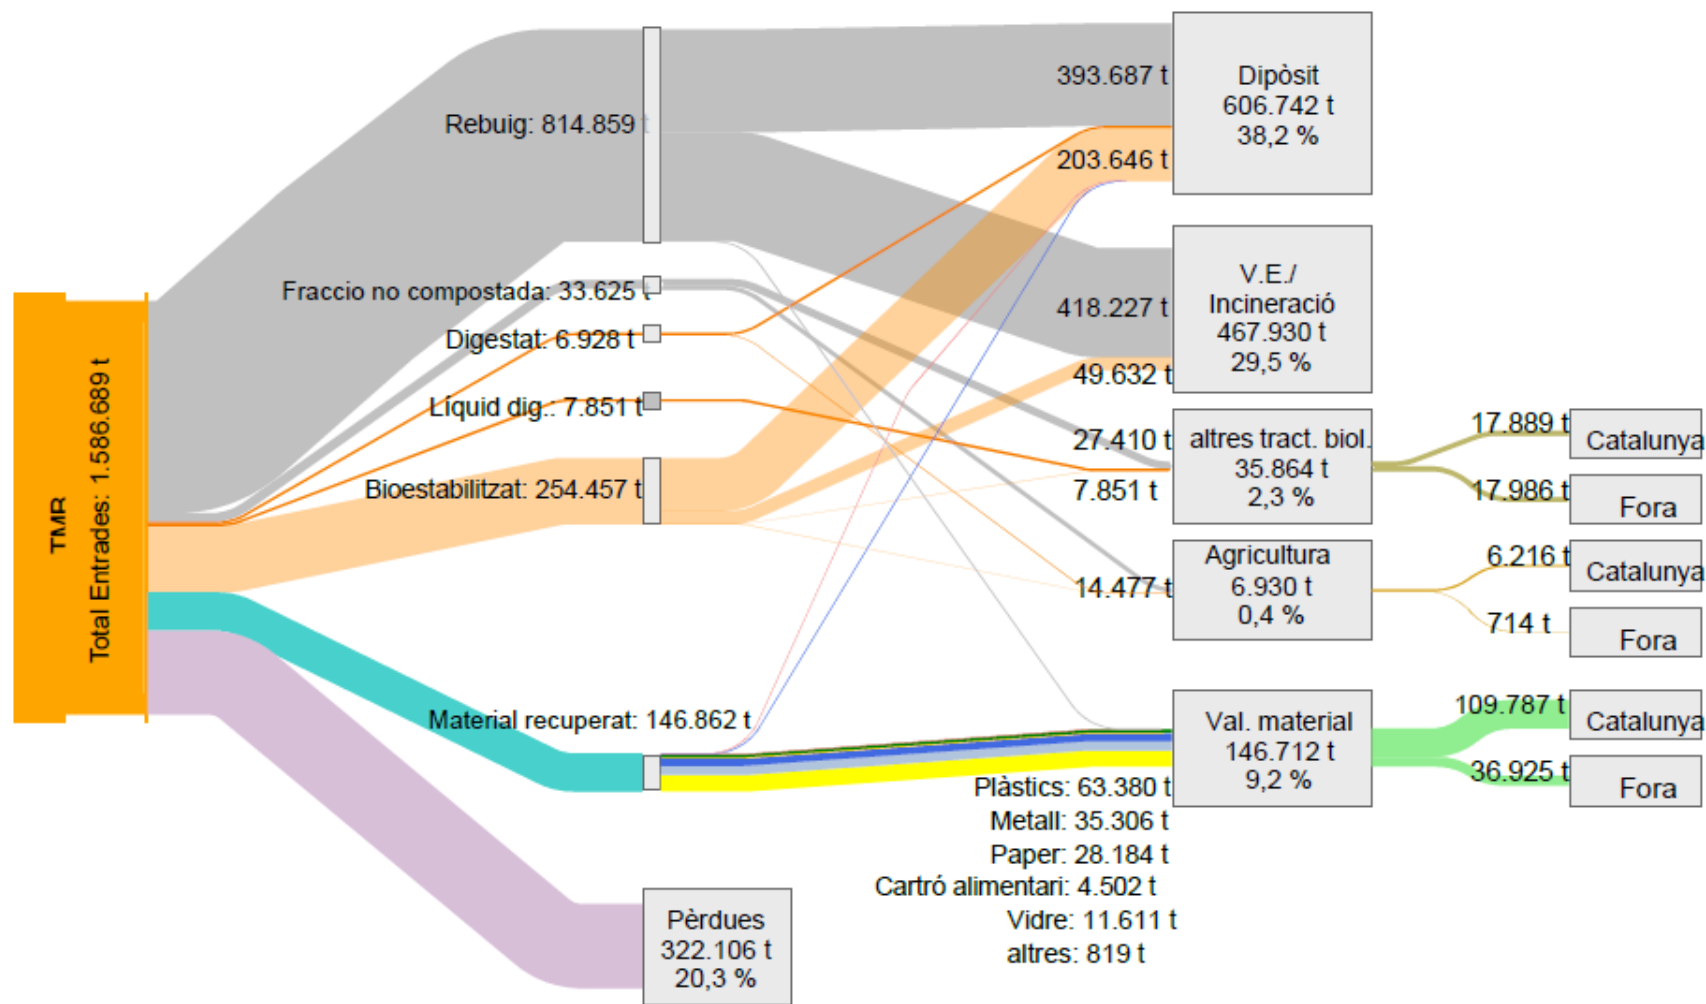 TMR
Total Entrades: 1.586.689 t
Rebuig: 814.859 t
Fraccio no compostada: 33.625 t
Digestat: 6.928 t
Líquid dig.: 7.851 t
Bioestabilitzat: 254.457 t
Material recuperat: 146.862 t
Pèrdues
322.106 t
20,3 %
393.687 t
203.646 t
418.227 t
49.632 t
27.410 t
7.851 t
14.477 t
Plàstics: 63.380 t
Metall: 35.306 t
Paper: 28.184 t
Cartró alimentari: 4.502 t
Vidre: 11.611 t
altres: 819 t
Dipòsit
606.742 t
38,2 %
V.E./
Incineració
467.930 t
29,5 %
altres tract. biol.
35.864 t
2,3 %
Agricultura
6.930 t
0,4 %
Val. material
146.712 t
9,2 %
17.889 t
Catalunya
17.986 t
Fora
6.216 t
Catalunya
714 t
Fora
109.787 t
Catalunya
36.925 t
Fora